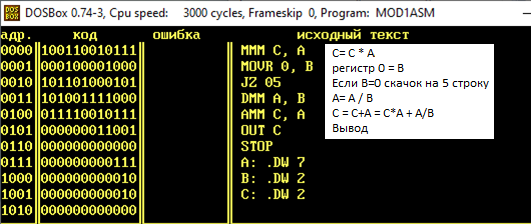 DOSBox 0.74-3, Cpu speed: 3000 cycles, Frameskip 0, Program: MOD1ASM
адр. код ошибка исходный текст
0000 100110010111 MMM C, A
0001 000100001000 MOVR 0, B
0010 101101000101 JZ 05
0011 101001111000 DMM A, B
0100 011110010111 AMM C, A
0101 000000011001 OUT C
0110 000000000000 STOP
0111 000000000111 A: .DW 7
1000 000000000010 B: .DW 2
1001 000000000010 C: .DW 2
1010 000000000000
C= C * A
регистр 0 = B
Если B=0 скачок на 5 строку
A= A / B
C = C+A = C*A + A/B
Вывод